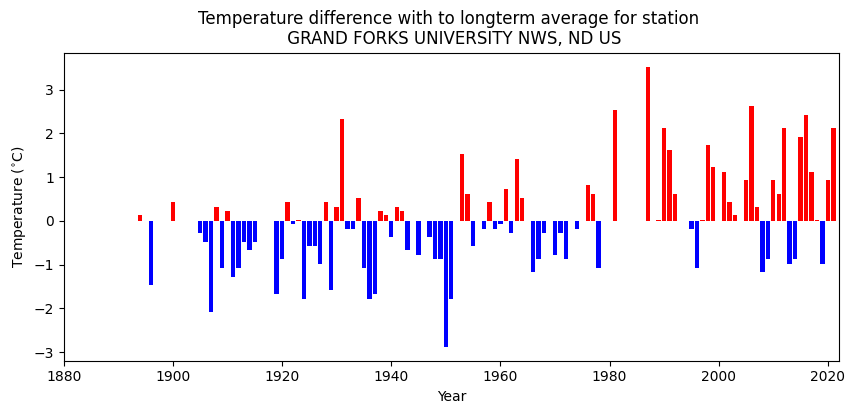 Temperature difference with to longterm average for station
GRAND FORKS UNIVERSITY NWS, ND US
Temperature (°C)
3
2
1
0
−1
−2
−3
1880 1900 1920 1940 1960 1980 2000 2020
Year